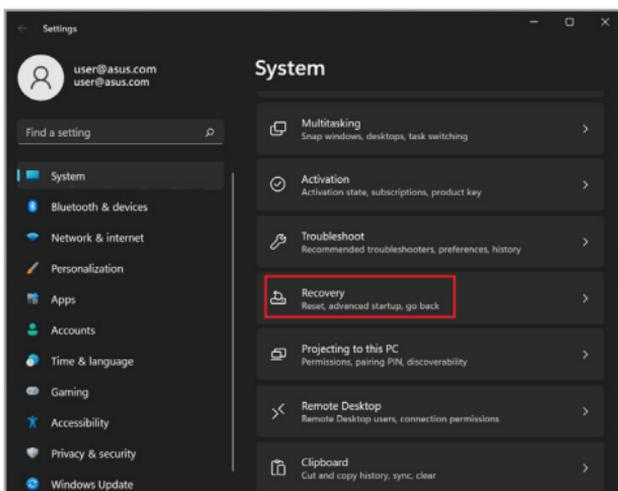 Settings
user@asus.com
user@asus.com
Find a setting
System
Bluetooth & devices
Network & internet
Personalization
Apps
Accounts
Time & language
Gaming
Accessibility
Privacy & security
Windows Update
System
Multitasking
Snap windows, desktops, task switching
Activation
Activation state, subscriptions, product key
Troubleshoot
Recommended troubleshooters, preferences, history
Recovery
Reset, advanced startup, go back
Projecting to this PC
Permissions, pairing PIN, discoverability
Remote Desktop
Remote Desktop users, connection permissions
Clipboard
Cut and copy history, sync, clear